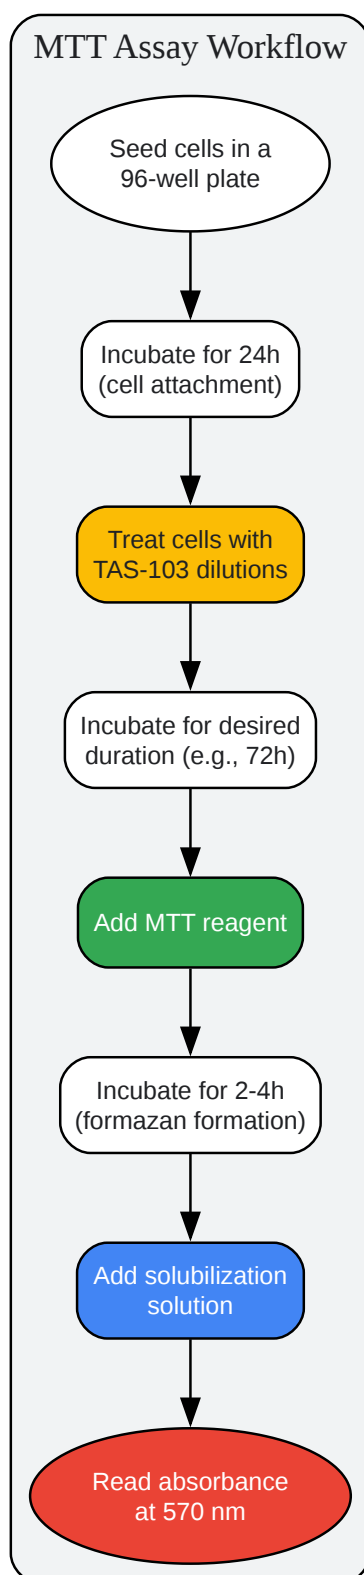 MTT Assay Workflow
Seed cells in a
96-well plate
Incubate for 24h
(cell attachment)
Treat cells with
TAS-103 dilutions
Incubate for desired
duration (e.g., 72h)
Add MTT reagent
Incubate for 2-4h
(formazan formation)
Add solubilization
solution
Read absorbance
at 570 nm